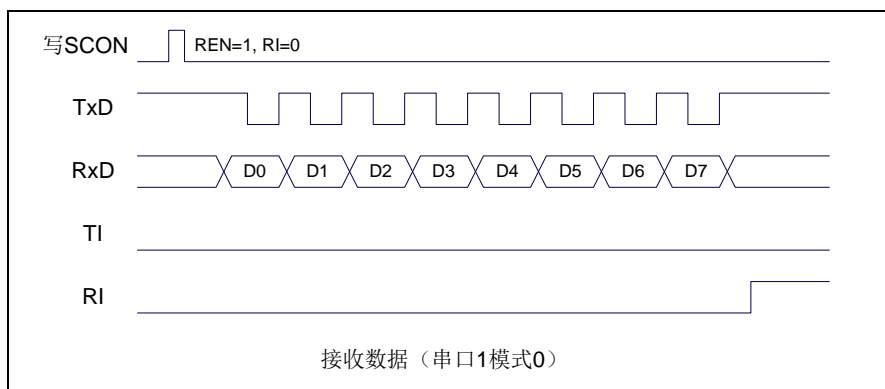 写SCON REN=1, RI=0
TxD
RxD D0 D1 D2 D3 D4 D5 D6 D7
TI
RI
接收数据（串口1模式0）